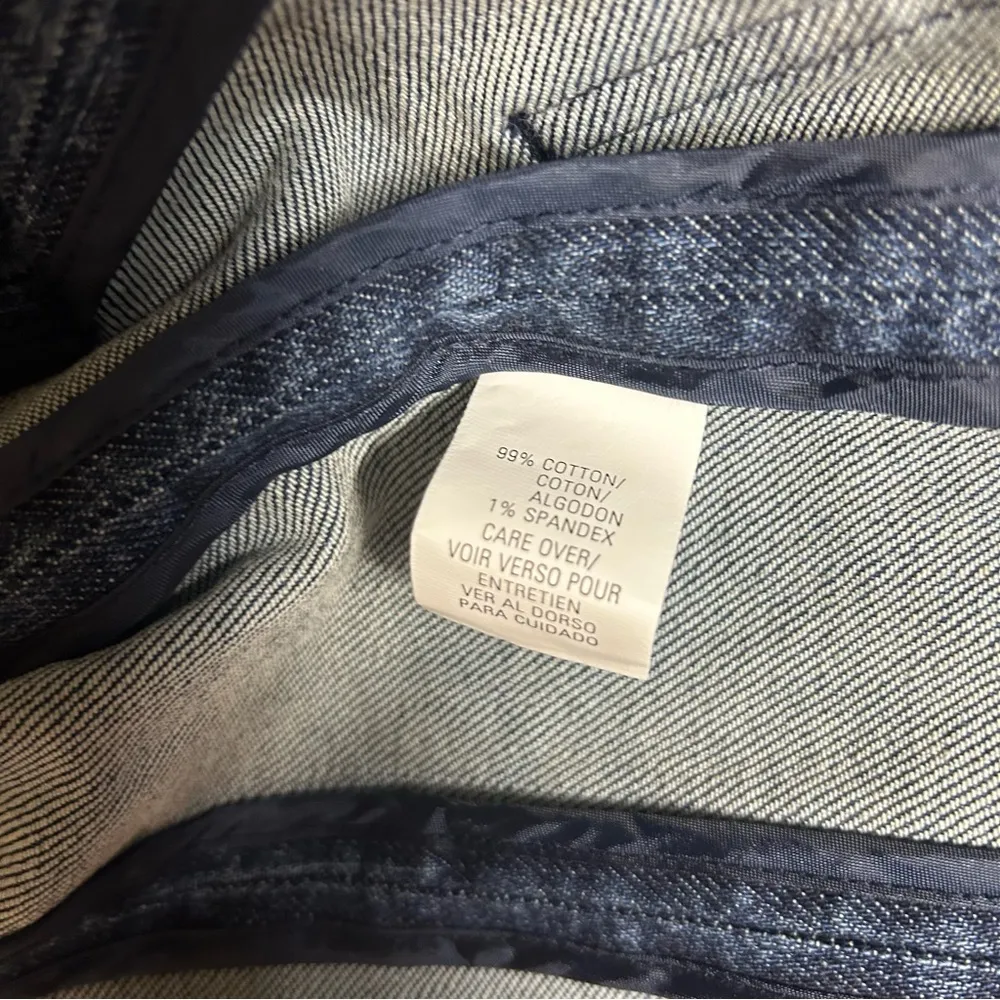 99% COTTON/
COTON/
ALGODON
1% SPANDEX
CARE OVER/
VOIR VERSO POUR
ENTRETIEN
VER AL DORSO
PARA CUIDADO